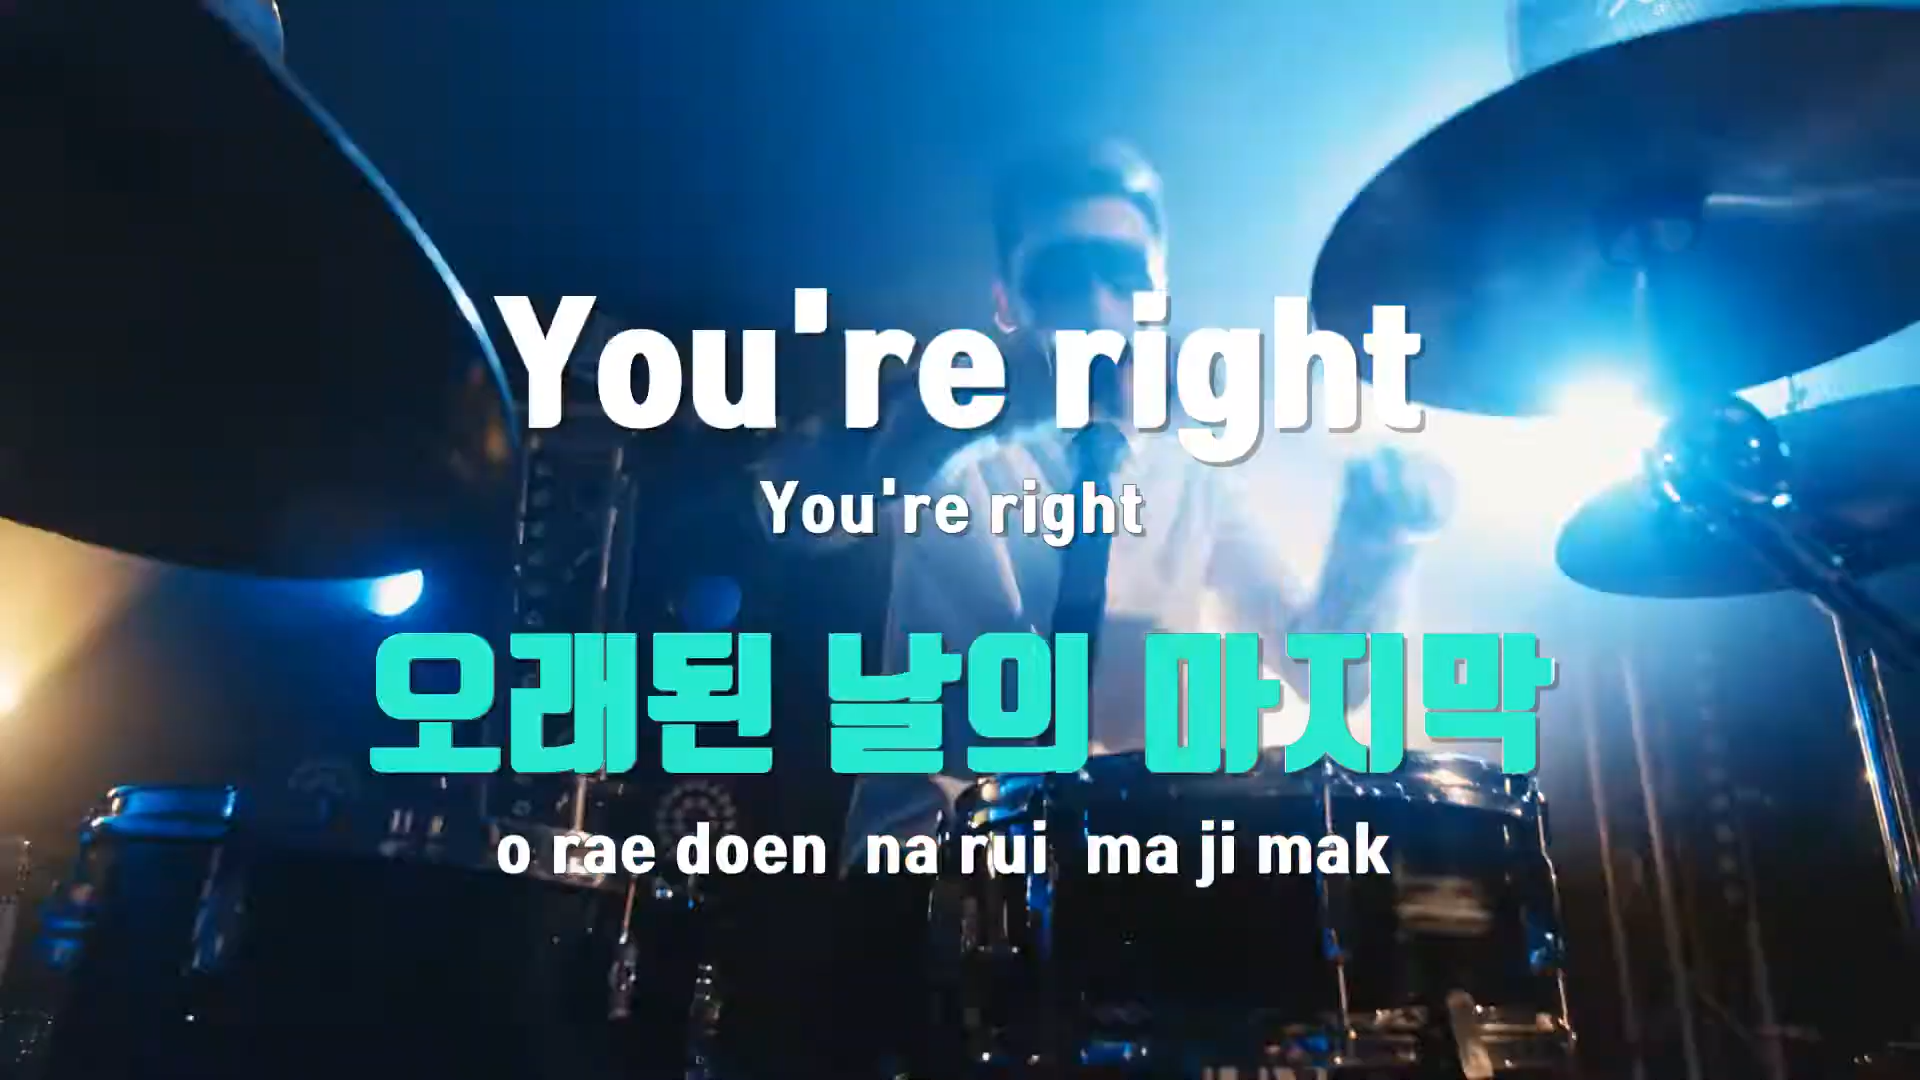 You're right
You're right
오래된 날의 마지막
o rae doen na rui ma ji mak